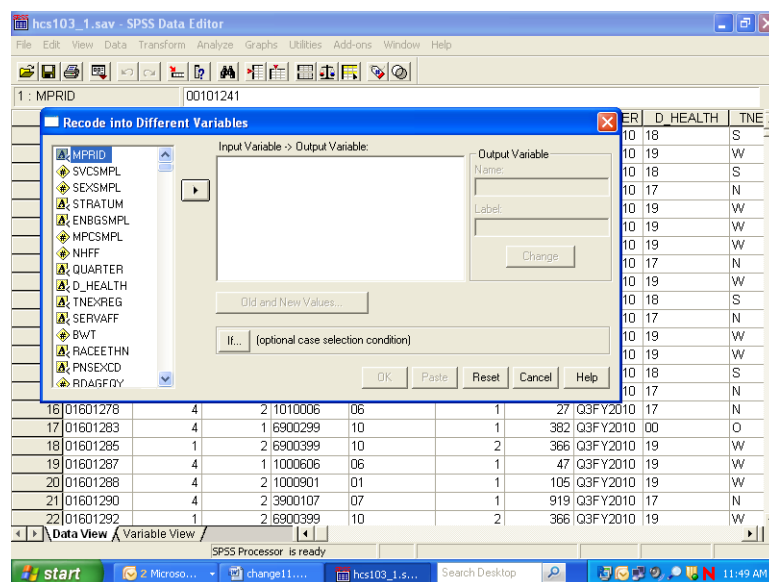 hcs103_1.sav - SPSS Data Editor
File Edit View Data Transform Analyze Graphs Utilities Add-ons Window Help
1 : MPRID 00101241
ER D_HEALTH TNE
Recode into Different Variables
MPRID
SVCSMPL
SEXSMPL
STRATUM
ENBGSMPL
MPCSMPL
NHFF
QUARTER
D_HEALTH
TNEXREG
SERVAFF
BWT
RACEETHN
PNSEXCD
RDAGEQY
Input Variable -> Output Variable:
Output Variable
Name:
Label:
Change
Old and New Values...
If... (optional case selection condition)
OK Paste Reset Cancel Help
10 18 S
10 19 W
10 18 S
10 17 N
10 19 W
10 19 W
10 19 W
10 17 N
10 19 W
10 18 S
10 17 N
10 19 W
10 19 W
10 18 S
10 17 N
16 01601278 4 2 1010006 06 1 27 Q3FY2010 17 N
17 01601283 4 1 6900299 10 1 382 Q3FY2010 00 O
18 01601285 1 2 6900399 10 2 366 Q3FY2010 19 W
19 01601287 4 1 1000606 06 1 47 Q3FY2010 19 W
20 01601288 4 2 1000901 01 1 105 Q3FY2010 19 W
21 01601290 4 2 3900107 07 1 919 Q3FY2010 17 N
22 01601292 1 2 6900399 10 2 366 Q3FY2010 19 W
Data View Variable View
SPSS Processor is ready
start 2 Microso... change11.... hcs103_1.s... Search Desktop 11:49 AM